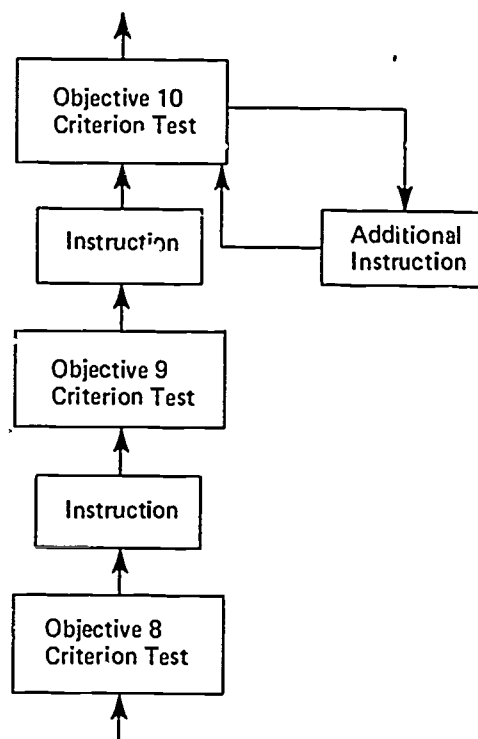 Objective 10
Criterion Test
Instruction
Additional
Instruction
Objective 9
Criterion Test
Instruction
Objective 8
Criterion Test